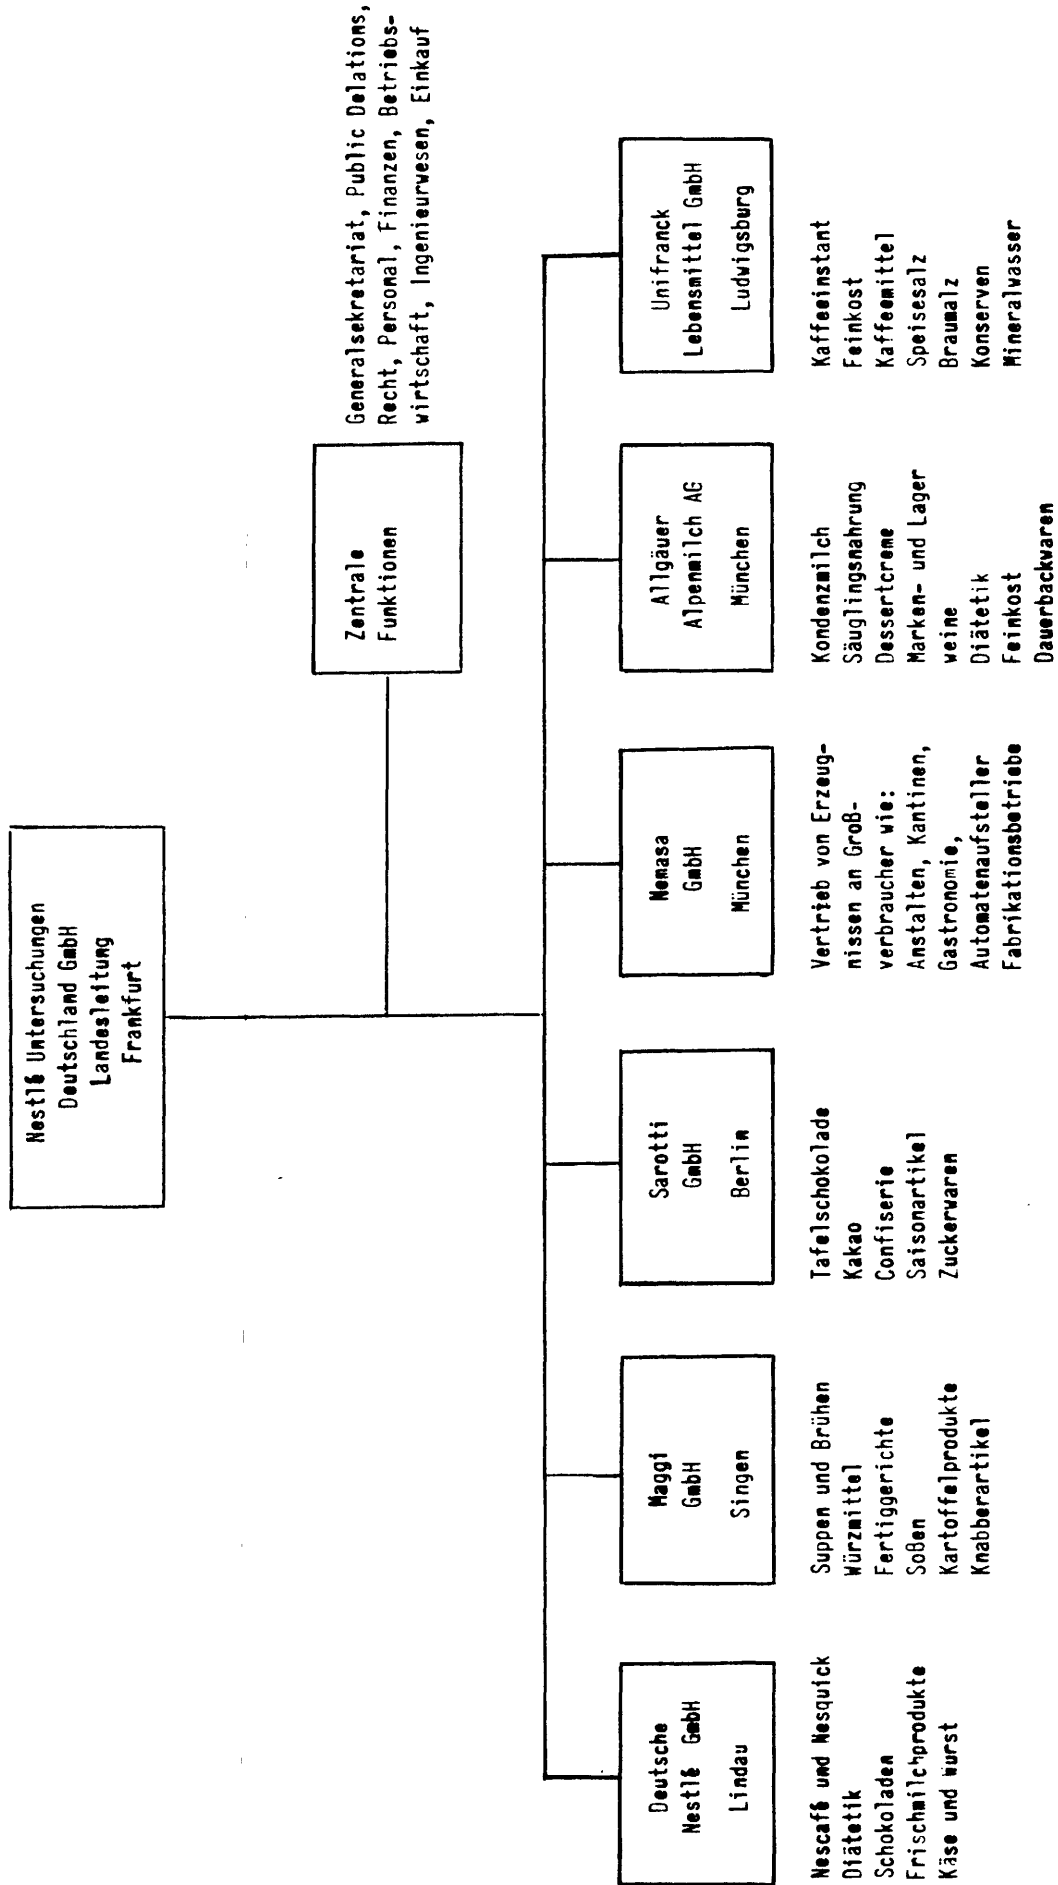 Nestlé Untersuchungen
Deutschland GmbH
Landesleitung
Frankfurt
Zentrale
Funktionen
Generalsekretariat, Public Delations,
Recht, Personal, Finanzen, Betriebs-
wirtschaft, Ingenieurwesen, Einkauf
Deutsche
Nestlé GmbH
Lindau
Nescafé und Nesquick
Diätetik
Schokoladen
Frischmilchprodukte
Käse und Wurst
Maggi
GmbH
Singen
Suppen und Brühen
Würzmittel
Fertiggerichte
Soßen
Kartoffelprodukte
Knabberartikel
Sarotti
GmbH
Berlin
Tafelschokolade
Kakao
Confiserie
Saisonartikel
Zuckerwaren
Nemasa
GmbH
München
Vertrieb von Erzeug-
nissen an Groß-
verbraucher wie:
Anstalten, Kantinen,
Gastronomie,
Automatenaufsteller
Fabrikationsbetriebe
Allgäuer
Alpenmilch AG
München
Kondenzmilch
Säuglingsnahrung
Dessertcreme
Marken- und Lager
weine
Diätetik
Feinkost
Dauerbackwaren
Unifranck
Lebensmittel GmbH
Ludwigsburg
Kaffeeinstant
Feinkost
Kaffeemittel
Speisesalz
Braumalz
Konserven
Mineralwasser